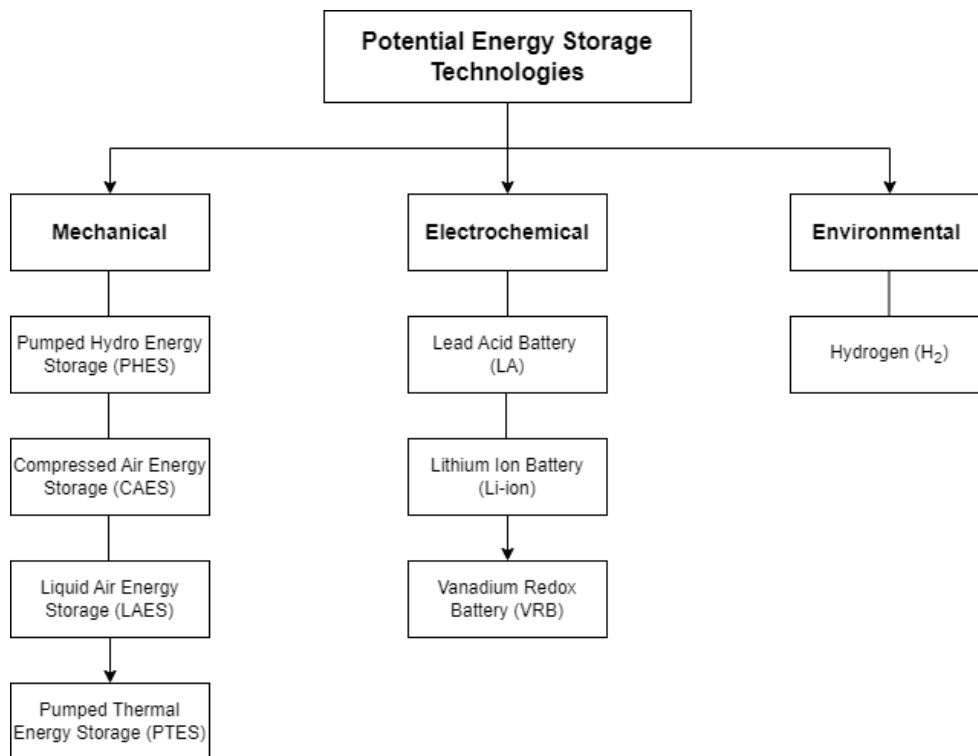 Potential Energy Storage
Technologies
Mechanical
Electrochemical
Environmental
Pumped Hydro Energy
Storage (PHES)
Lead Acid Battery
(LA)
Hydrogen (H₂)
Compressed Air Energy
Storage (CAES)
Lithium Ion Battery
(Li-ion)
Liquid Air Energy
Storage (LAES)
Vanadium Redox
Battery (VRB)
Pumped Thermal
Energy Storage (PTES)